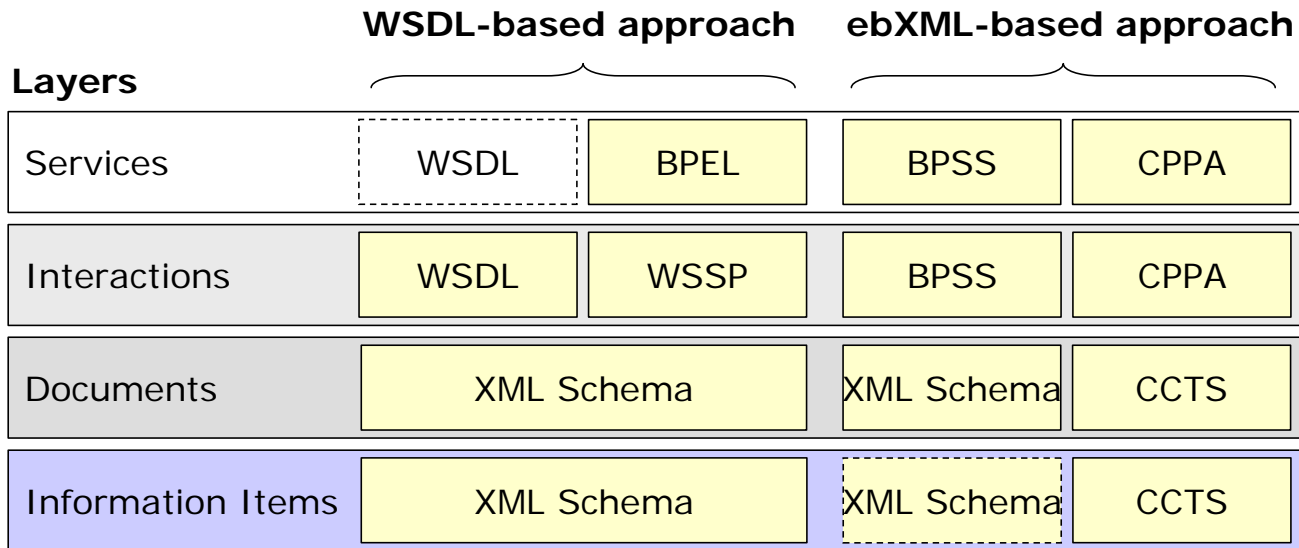 WSDL-based approach ebXML-based approach
Layers
Services WSDL BPEL BPSS CPPA
Interactions WSDL WSSP BPSS CPPA
Documents XML Schema XML Schema CCTS
Information Items XML Schema XML Schema CCTS